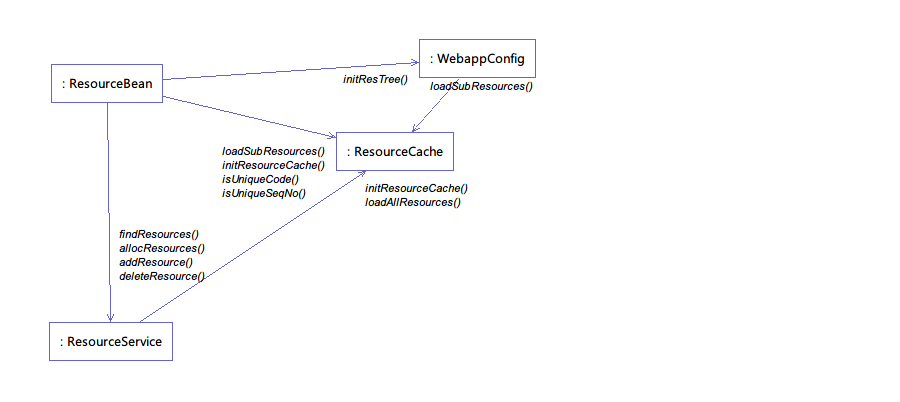 : WebappConfig
: ResourceBean
initResTree()
loadSubResources()
: ResourceCache
loadSubResources()
initResourceCache()
isUniqueCode()
isUniqueSeqNo()
initResourceCache()
loadAllResources()
findResources()
allocResources()
addResource()
deleteResource()
: ResourceService